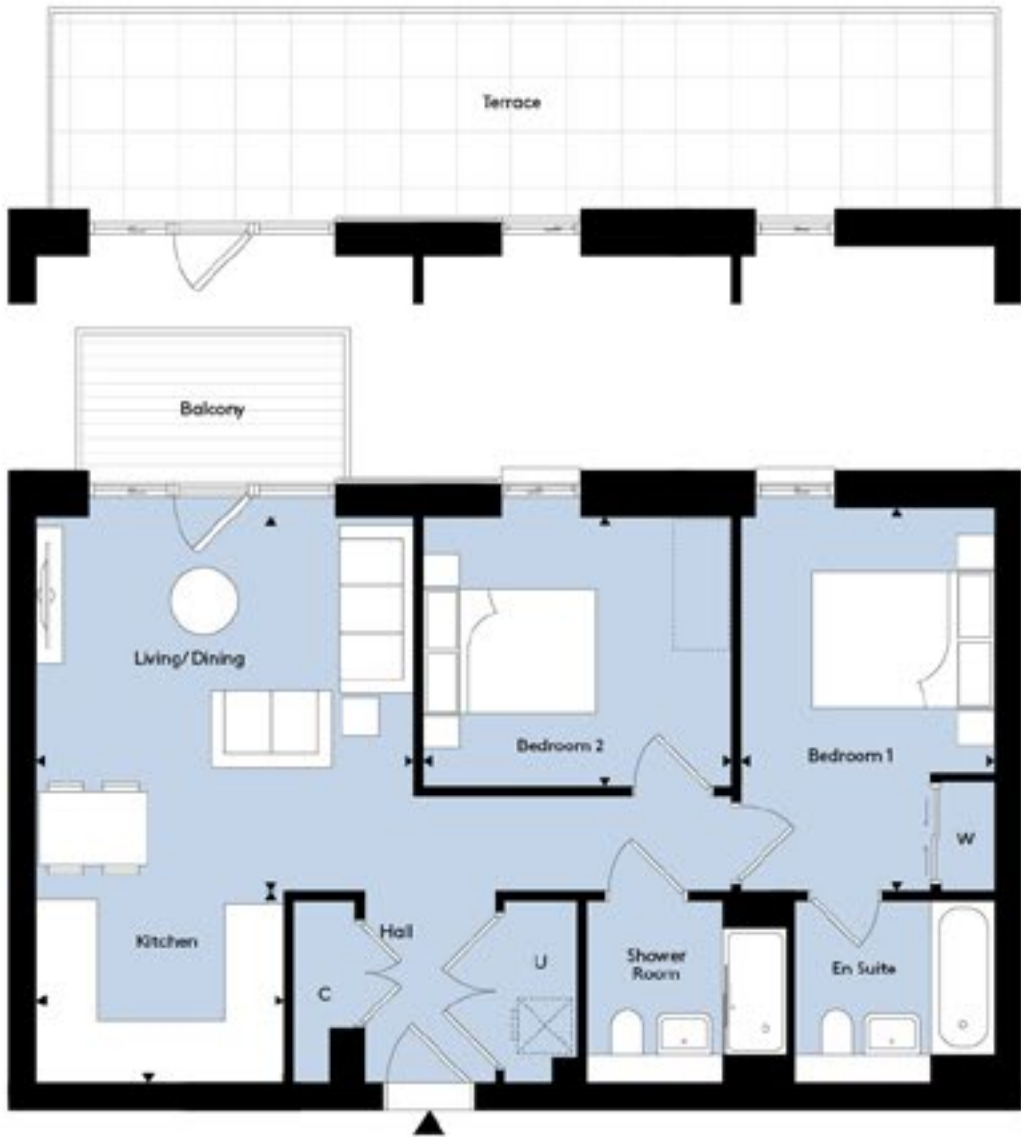 Terrace
Balcony
Living/Dining
Bedroom 2
Bedroom 1
W
Kitchen
Hall
C
U
Shower
Room
En Suite